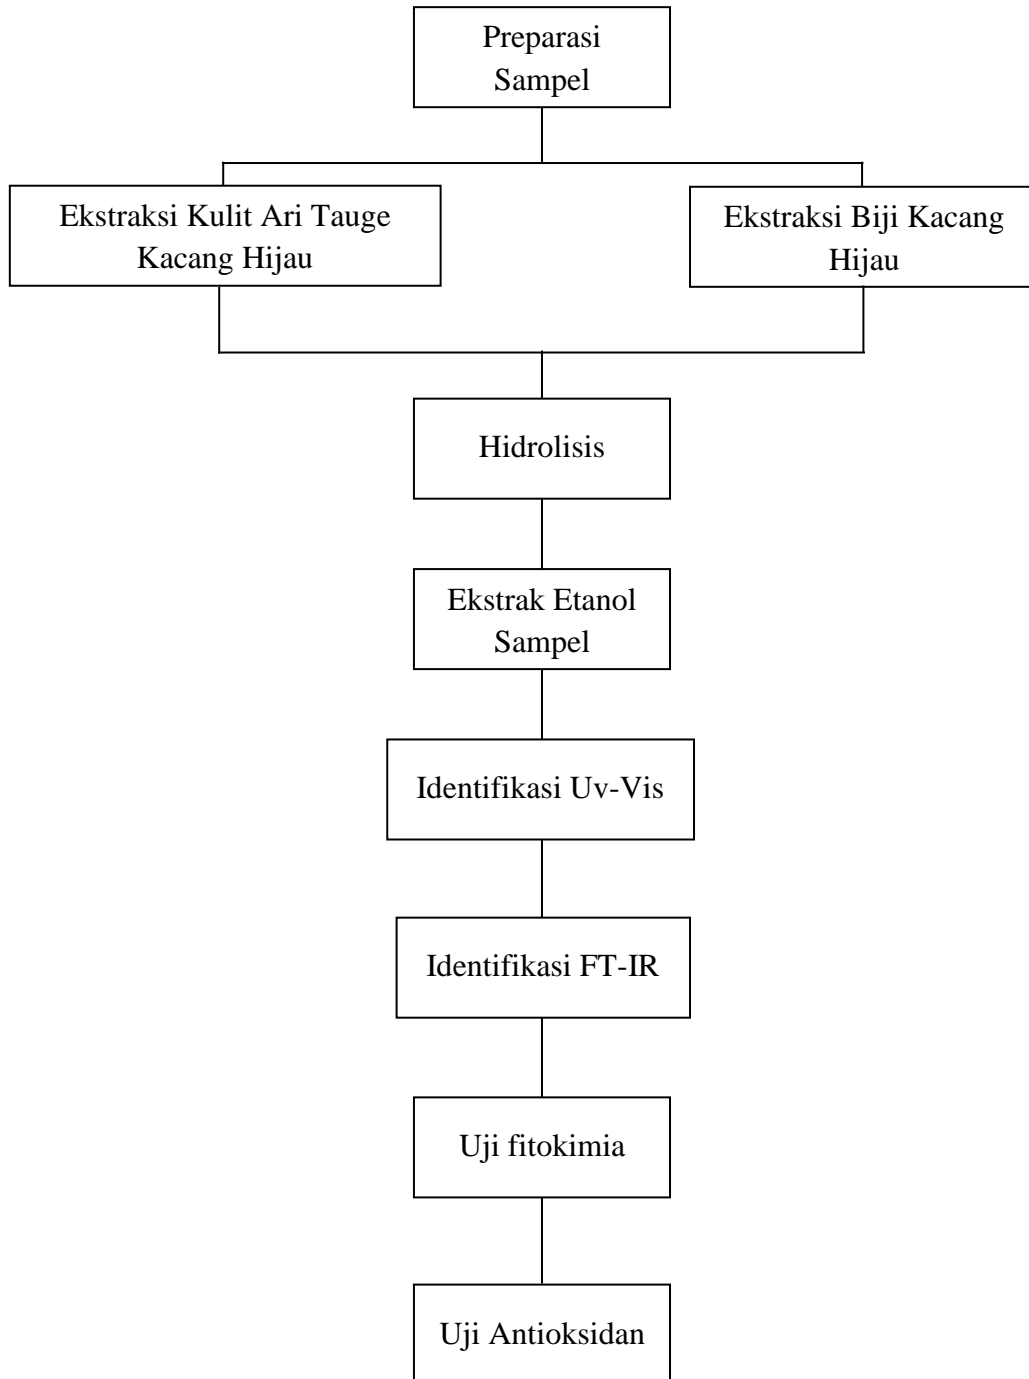 Preparasi
Sampel
Ekstraksi Kulit Ari Tauge
Kacang Hijau
Ekstraksi Biji Kacang
Hijau
Hidrolisis
Ekstrak Etanol
Sampel
Identifikasi Uv-Vis
Identifikasi FT-IR
Uji fitokimia
Uji Antioksidan